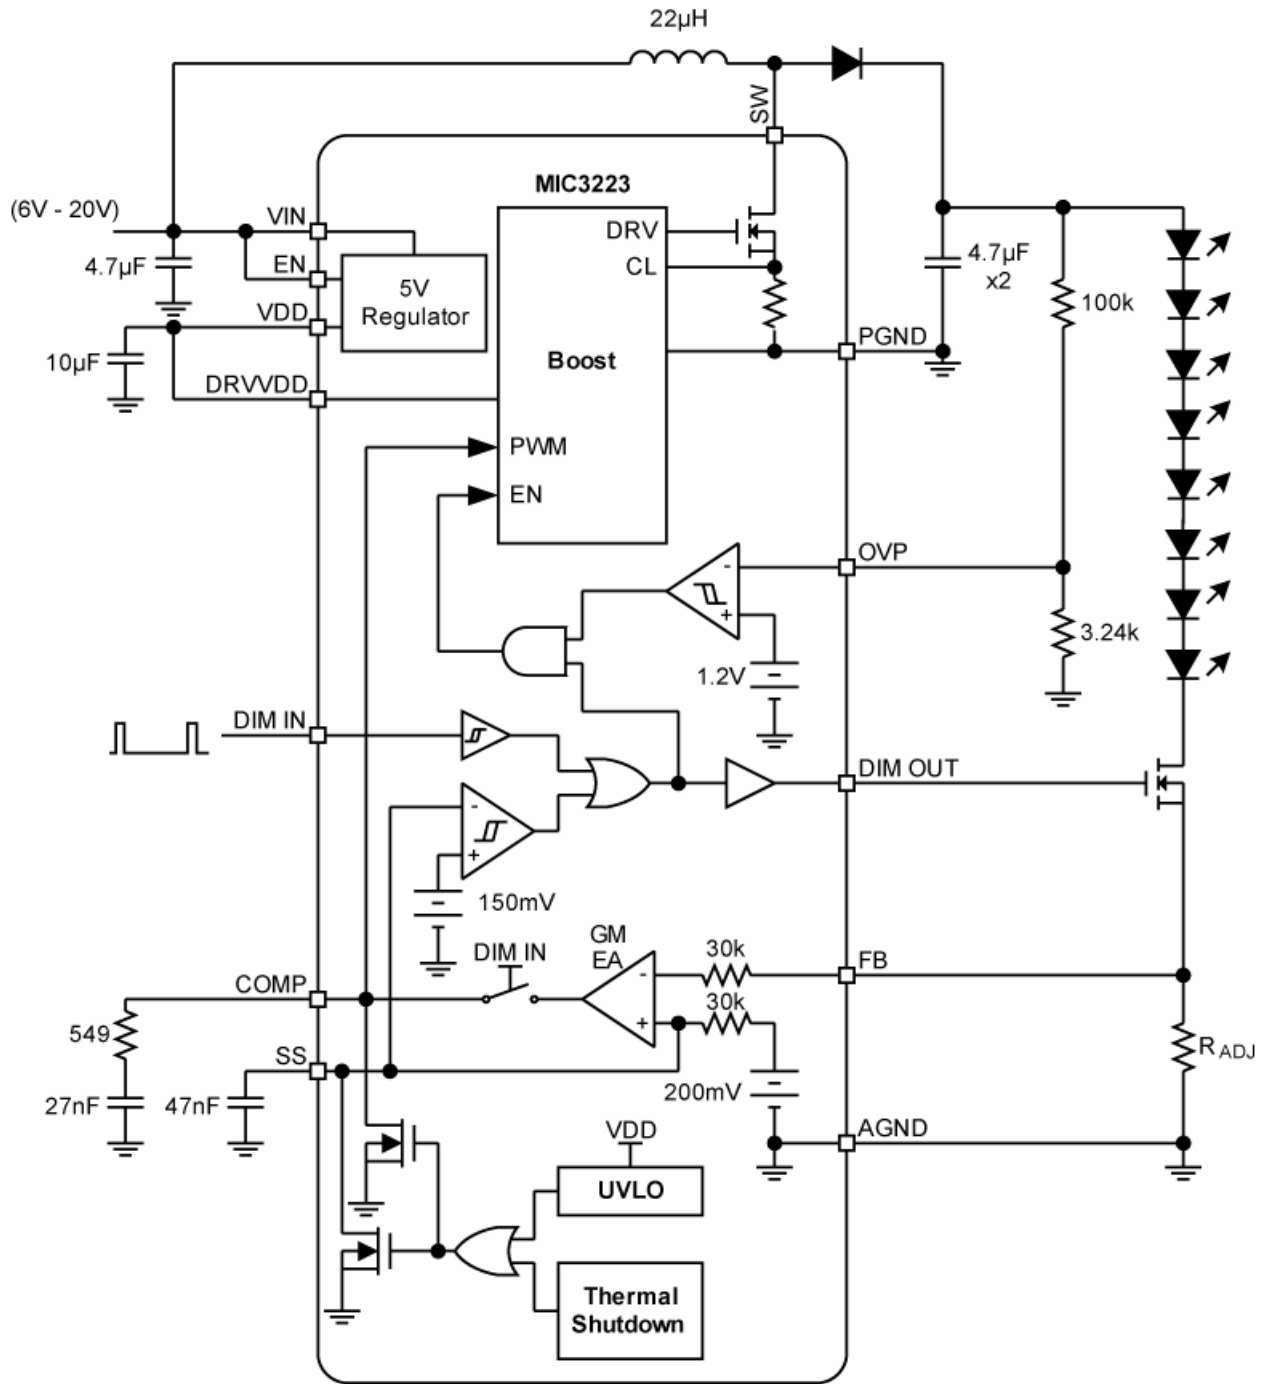 22µH
SW
MIC3223
(6V - 20V)
VIN
DRV
4.7µF
EN
5V
Regulator
CL
4.7µF
x2
100k
VDD
PGND
10µF
Boost
DRVVDD
PWM
EN
OVP
-
+
3.24k
1.2V
DIM IN
DIM OUT
-
+
150mV
GM
EA
DIM IN
30k
FB
-
COMP
30k
+
549
SS
RADJ
27nF
47nF
200mV
AGND
VDD
UVLO
Thermal
Shutdown